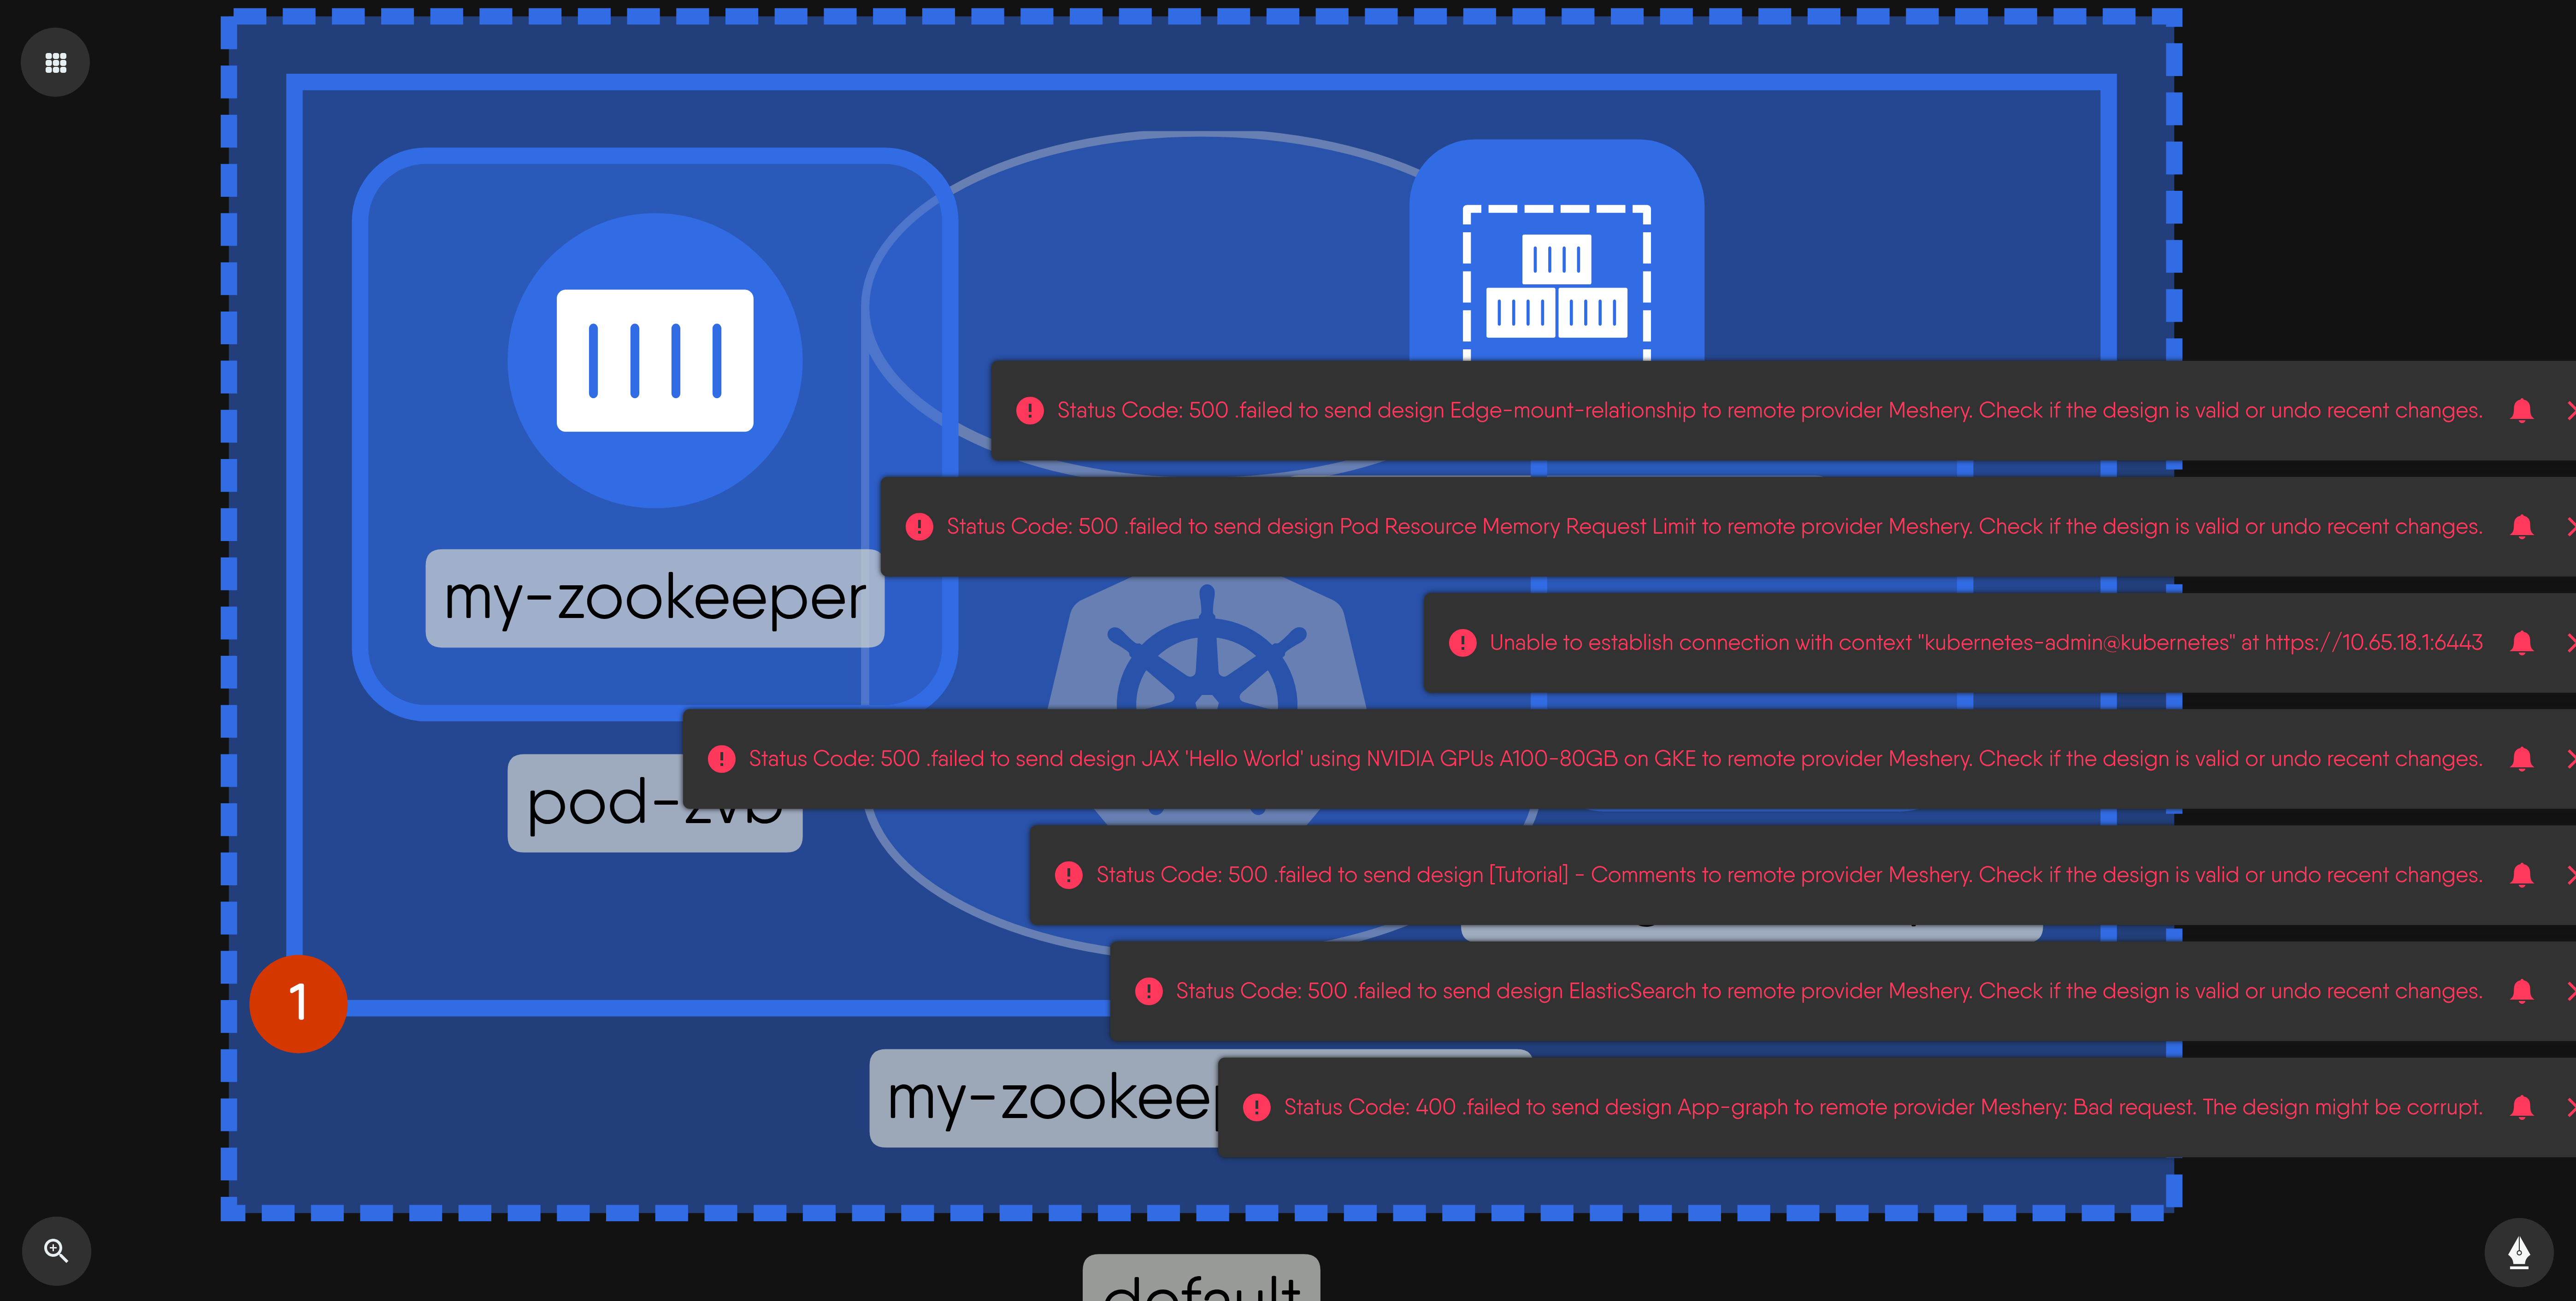 my-zookeeper
pod-zvb
1
my-zookeep
default
Status Code: 500 .failed to send design Edge-mount-relationship to remote provider Meshery. Check if the design is valid or undo recent changes.
Status Code: 500 .failed to send design Pod Resource Memory Request Limit to remote provider Meshery. Check if the design is valid or undo recent changes.
Unable to establish connection with context "kubernetes-admin@kubernetes" at https://10.65.18.1:6443
Status Code: 500 .failed to send design JAX 'Hello World' using NVIDIA GPUs A100-80GB on GKE to remote provider Meshery. Check if the design is valid or undo recent changes.
Status Code: 500 .failed to send design [Tutorial] - Comments to remote provider Meshery. Check if the design is valid or undo recent changes.
Status Code: 500 .failed to send design ElasticSearch to remote provider Meshery. Check if the design is valid or undo recent changes.
Status Code: 400 .failed to send design App-graph to remote provider Meshery: Bad request. The design might be corrupt.